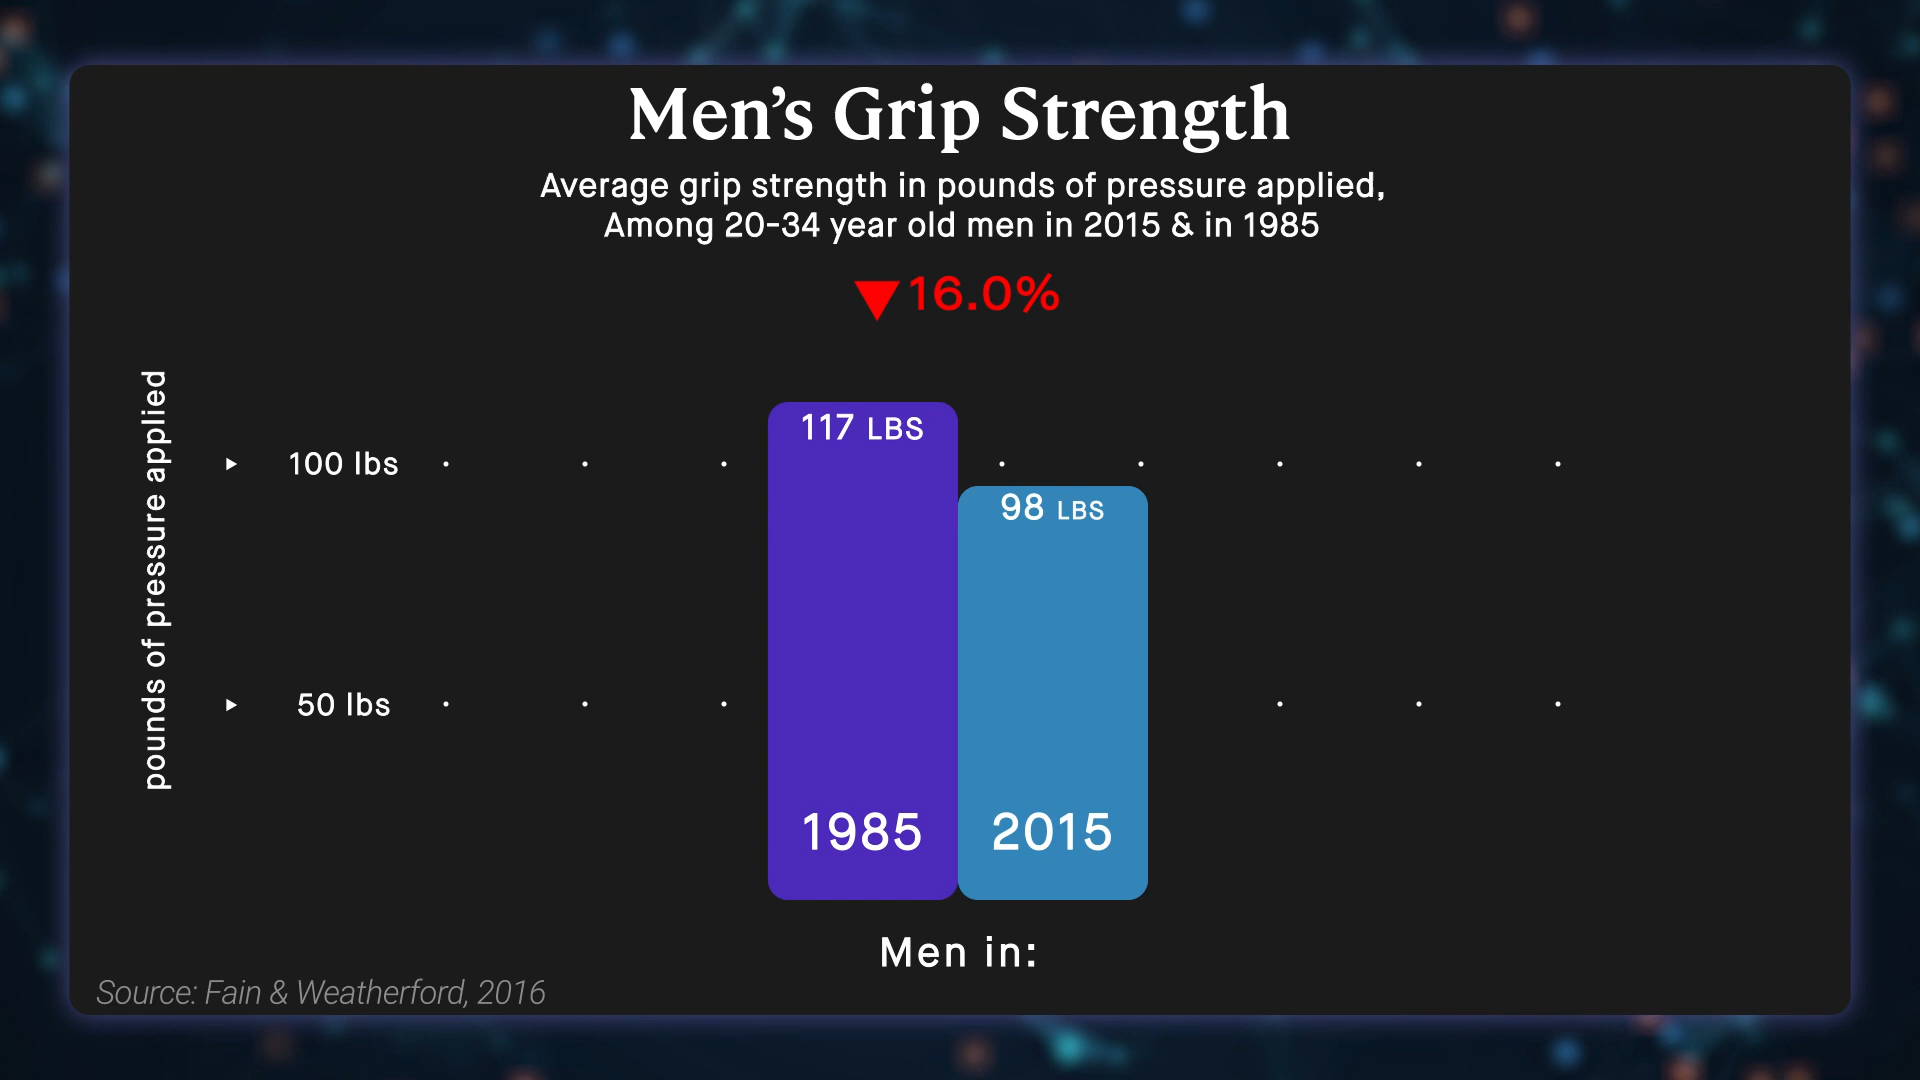 Men’s Grip Strength
Average grip strength in pounds of pressure applied,
Among 20-34 year old men in 2015 & in 1985
▼16.0%
pounds of pressure applied
117 LBS
100 lbs
98 LBS
50 lbs
1985
2015
Men in:
Source: Fain & Weatherford, 2016